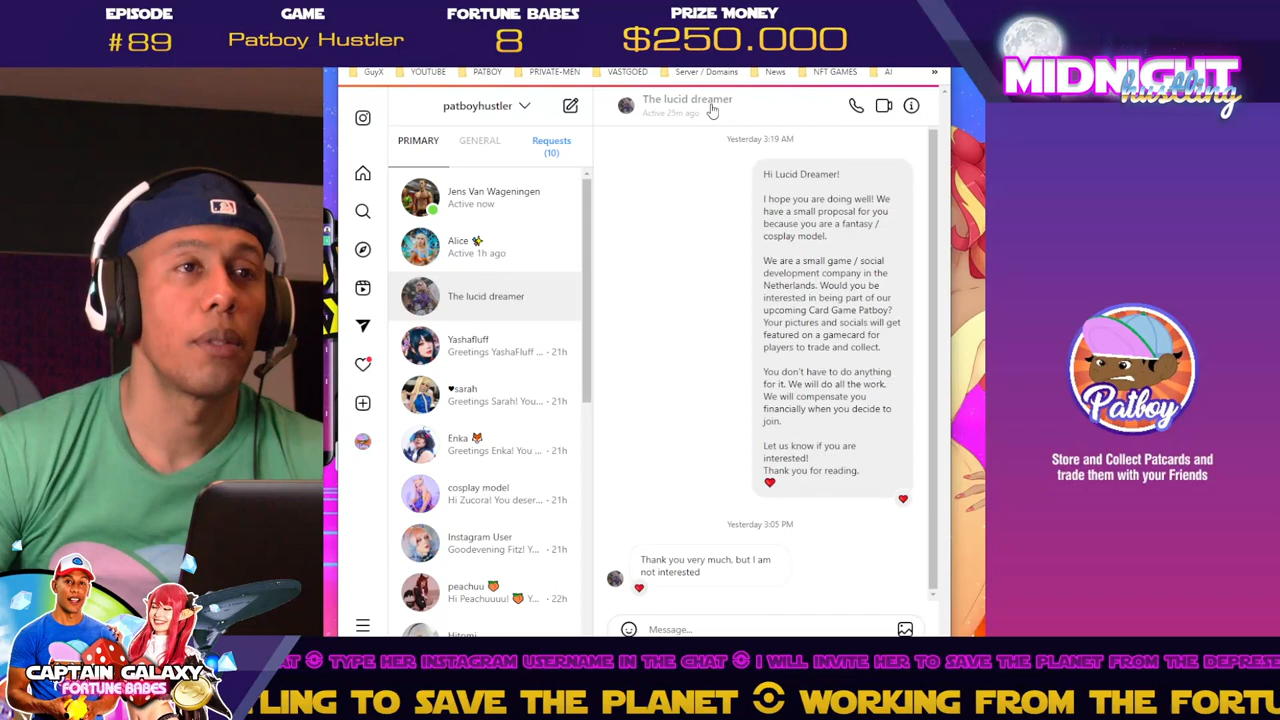 EPISODE
#89
GAME
Patboy Hustler
FORTUNE BABES
8
PRIZE MONEY
$250.000
MIDNIGHT
hustling
GuyX
YOUTUBE
PATBOY
PRIVATE-MEN
VASTGOED
Server / Domains
News
NFT GAMES
AI
»
patboyhustler
PRIMARY
GENERAL
Requests
(10)
Jens Van Wageningen
Active now
Alice
Active 1h ago
The lucid dreamer
Yashafluff
Greetings YashaFluff ... · 21h
♥sarah
Greetings Sarah! You... · 21h
Enka
Greetings Enka! You ... · 21h
cosplay model
Hi Zucora! You deser... · 21h
Instagram User
Goodevening Fitz! Y... · 21h
peachuu
Hi Peachuuuu! Y... · 22h
Hitomi
The lucid dreamer
Active 25m ago
Yesterday 3:19 AM
Hi Lucid Dreamer!
I hope you are doing well! We
have a small proposal for you
because you are a fantasy /
cosplay model.
We are a small game / social
development company in the
Netherlands. Would you be
interested in being part of our
upcoming Card Game Patboy?
Your pictures and socials will get
featured on a gamecard for
players to trade and collect.
You don't have to do anything
for it. We will do all the work.
We will compensate you
financially when you decide to
join.
Let us know if you are
interested!
Thank you for reading.
Yesterday 3:05 PM
Thank you very much, but I am
not interested
Message...
Patboy
Store and Collect Patcards and
trade them with your Friends
CAPTAIN GALAXY
FORTUNE BABES
AT TYPE HER INSTAGRAM USERNAME IN THE CHAT I WILL INVITE HER TO SAVE THE PLANET FROM THE DEPRESE
LING TO SAVE THE PLANET WORKING FROM THE FORTU